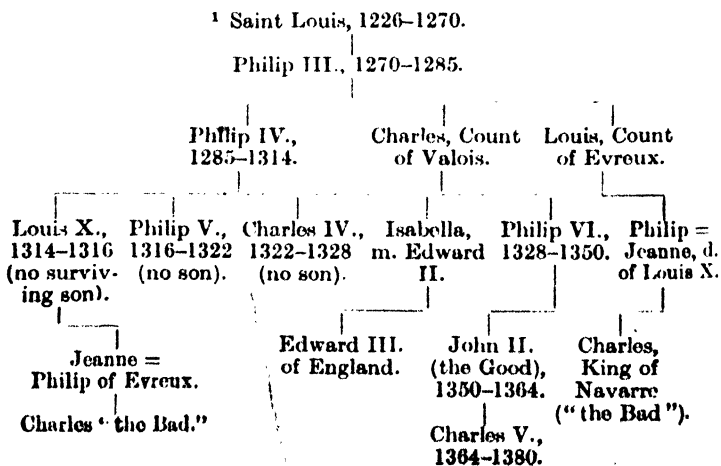 ¹ Saint Louis, 1226–1270.
Philip III., 1270–1285.
Philip IV., 1285–1314.
Charles, Count of Valois.
Louis, Count of Evreux.
Louis X., 1314–1316 (no surviv-
ing son).
Philip V., 1316–1322 (no son).
Charles IV., 1322–1328 (no son).
Isabella, m. Edward II.
Philip VI., 1328–1350.
Philip = Jeanne, d. of Louis X.
Jeanne =
Philip of Evreux.
Edward III. of England.
John II. (the Good), 1350–1364.
Charles, King of Navarre (“the Bad”).
Charles “the Bad.”
Charles V., 1364–1380.